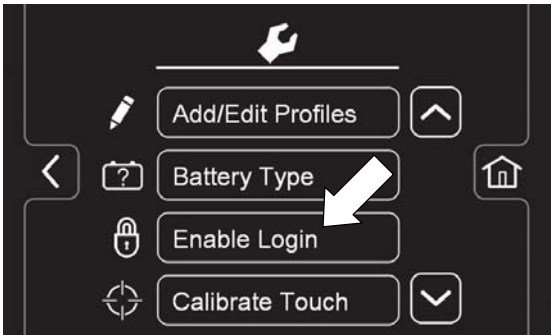 Add/Edit Profiles
Battery Type
Enable Login
Calibrate Touch